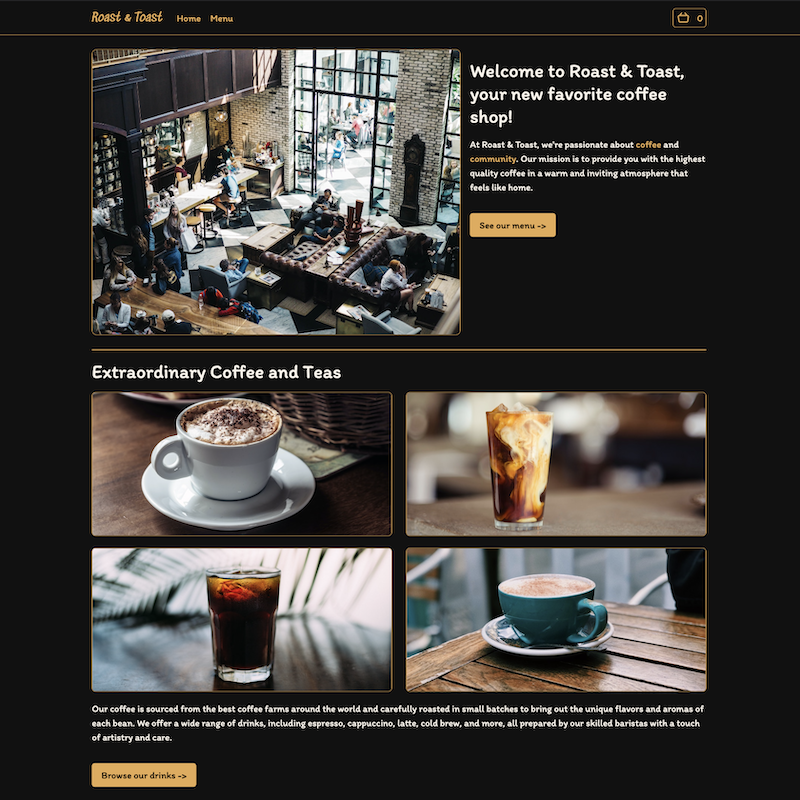 Roast & Toast Home Menu 0
Welcome to Roast & Toast,
your new favorite coffee
shop!
At Roast & Toast, we're passionate about coffee and
community. Our mission is to provide you with the highest
quality coffee in a warm and inviting atmosphere that
feels like home.
See our menu ->
Extraordinary Coffee and Teas
Our coffee is sourced from the best coffee farms around the world and carefully roasted in small batches to bring out the unique flavors and aromas of
each bean. We offer a wide range of drinks, including espresso, cappuccino, latte, cold brew, and more, all prepared by our skilled baristas with a touch
of artistry and care.
Browse our drinks ->